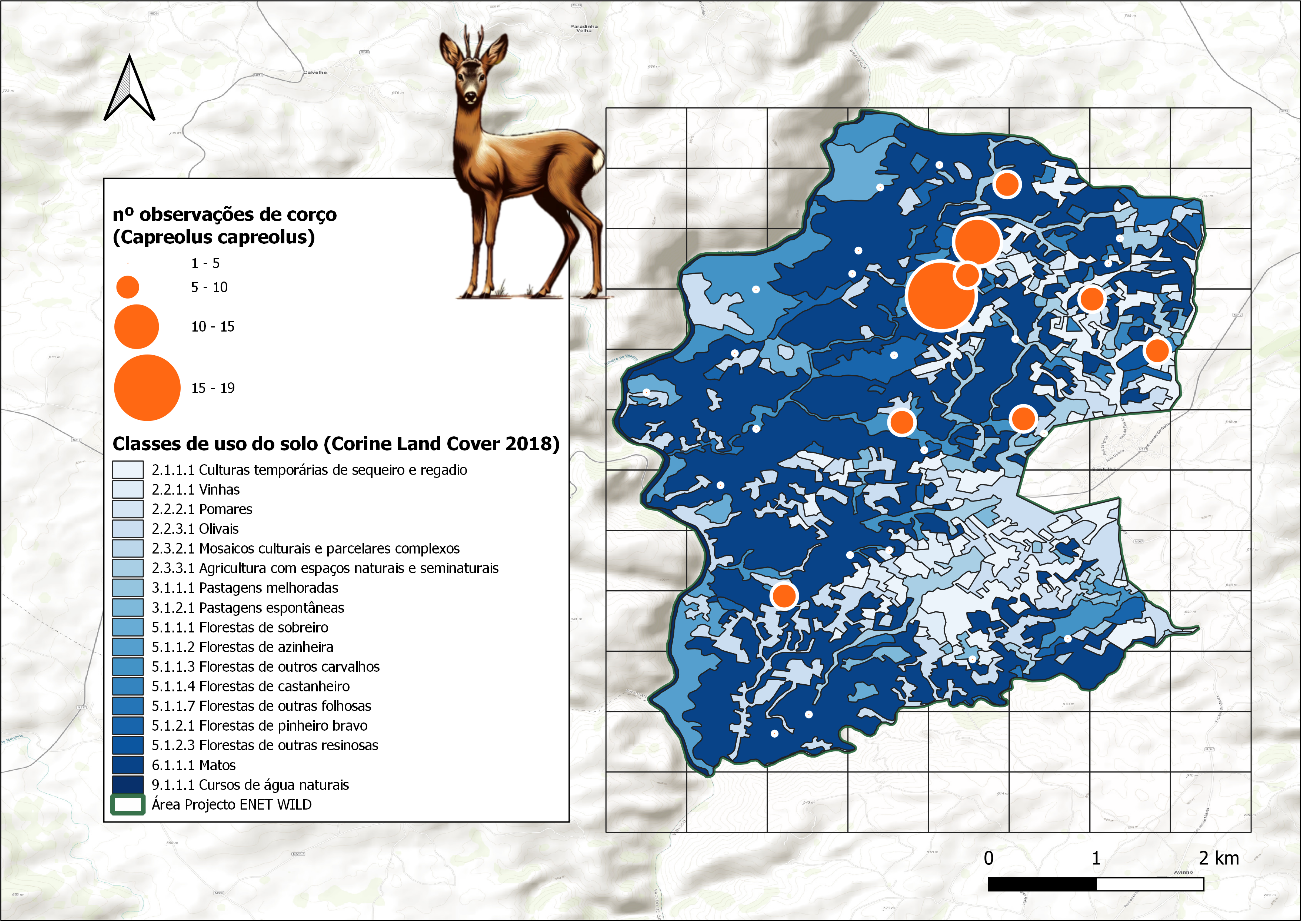 Paradinha
Velha
nº observações de corço
(Capreolus capreolus)
1 - 5
5 - 10
10 - 15
15 - 19
Classes de uso do solo (Corine Land Cover 2018)
2.1.1.1 Culturas temporárias de sequeiro e regadio
2.2.1.1 Vinhas
2.2.2.1 Pomares
2.2.3.1 Olivais
2.3.2.1 Mosaicos culturais e parcelares complexos
2.3.3.1 Agricultura com espaços naturais e seminaturais
3.1.1.1 Pastagens melhoradas
3.1.2.1 Pastagens espontâneas
5.1.1.1 Florestas de sobreiro
5.1.1.2 Florestas de azinheira
5.1.1.3 Florestas de outros carvalhos
5.1.1.4 Florestas de castanheiro
5.1.1.7 Florestas de outras folhosas
5.1.2.1 Florestas de pinheiro bravo
5.1.2.3 Florestas de outras resinosas
6.1.1.1 Matos
9.1.1.1 Cursos de água naturais
Área Projecto ENET WILD
0 1 2 km